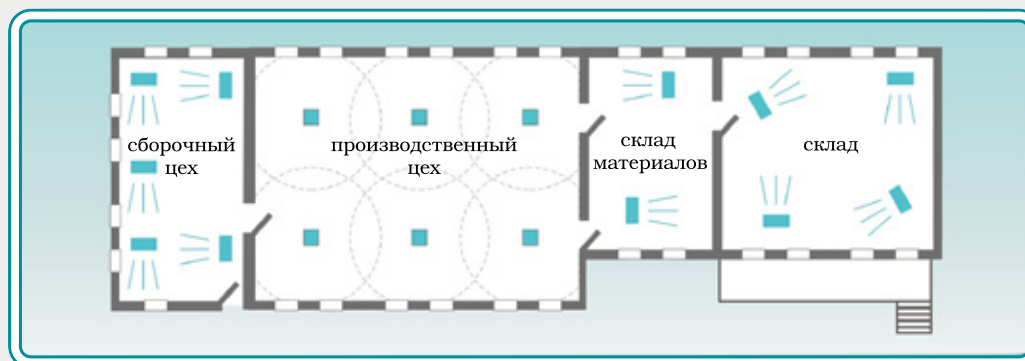 сборочный
цех
производственный
цех
склад
материалов
склад